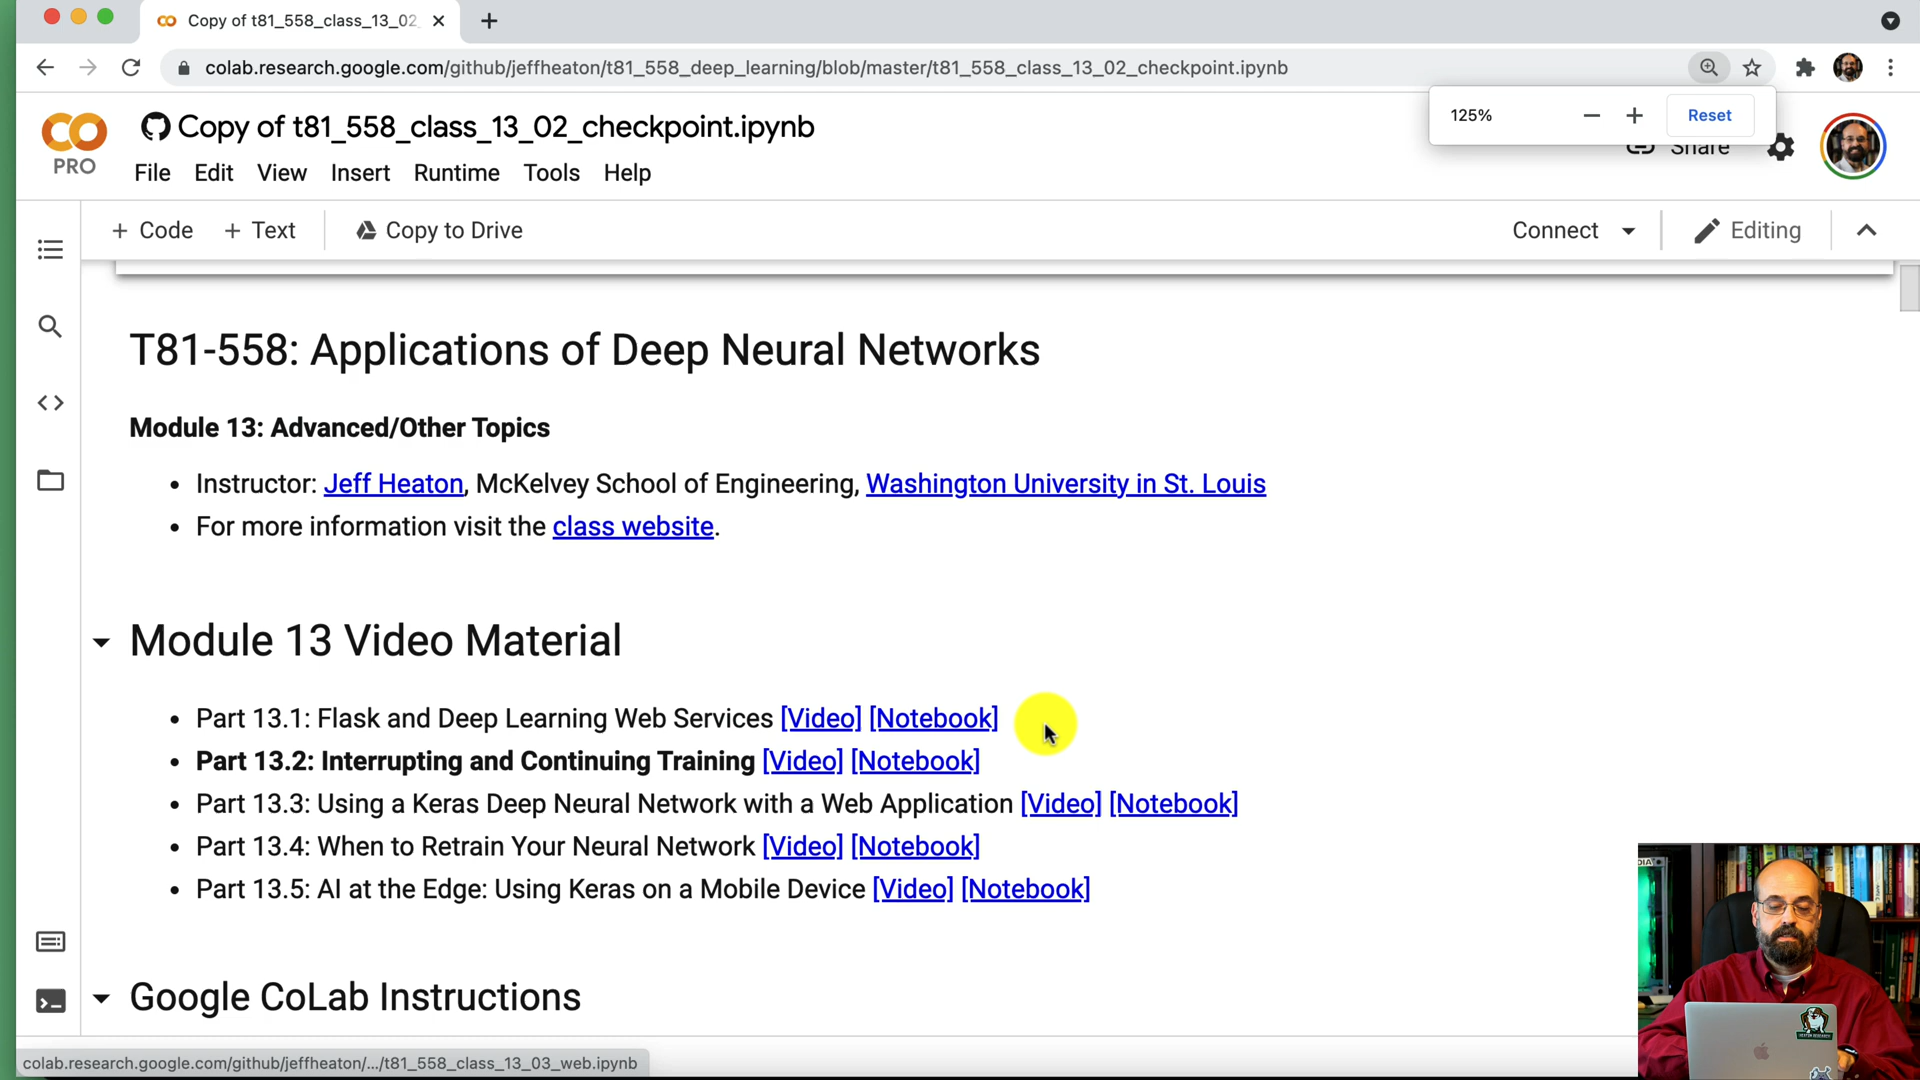 Copy of t81_558_class_13_02_
colab.research.google.com/github/jeffheaton/t81_558_deep_learning/blob/master/t81_558_class_13_02_checkpoint.ipynb
125%
Reset
PRO
Copy of t81_558_class_13_02_checkpoint.ipynb
Share
File Edit View Insert Runtime Tools Help
+ Code + Text Copy to Drive
Connect
Editing
T81-558: Applications of Deep Neural Networks
Module 13: Advanced/Other Topics
• Instructor: Jeff Heaton, McKelvey School of Engineering, Washington University in St. Louis
• For more information visit the class website.
Module 13 Video Material
• Part 13.1: Flask and Deep Learning Web Services [Video] [Notebook]
• Part 13.2: Interrupting and Continuing Training [Video] [Notebook]
• Part 13.3: Using a Keras Deep Neural Network with a Web Application [Video] [Notebook]
• Part 13.4: When to Retrain Your Neural Network [Video] [Notebook]
• Part 13.5: AI at the Edge: Using Keras on a Mobile Device [Video] [Notebook]
Google CoLab Instructions
colab.research.google.com/github/jeffheaton/.../t81_558_class_13_03_web.ipynb